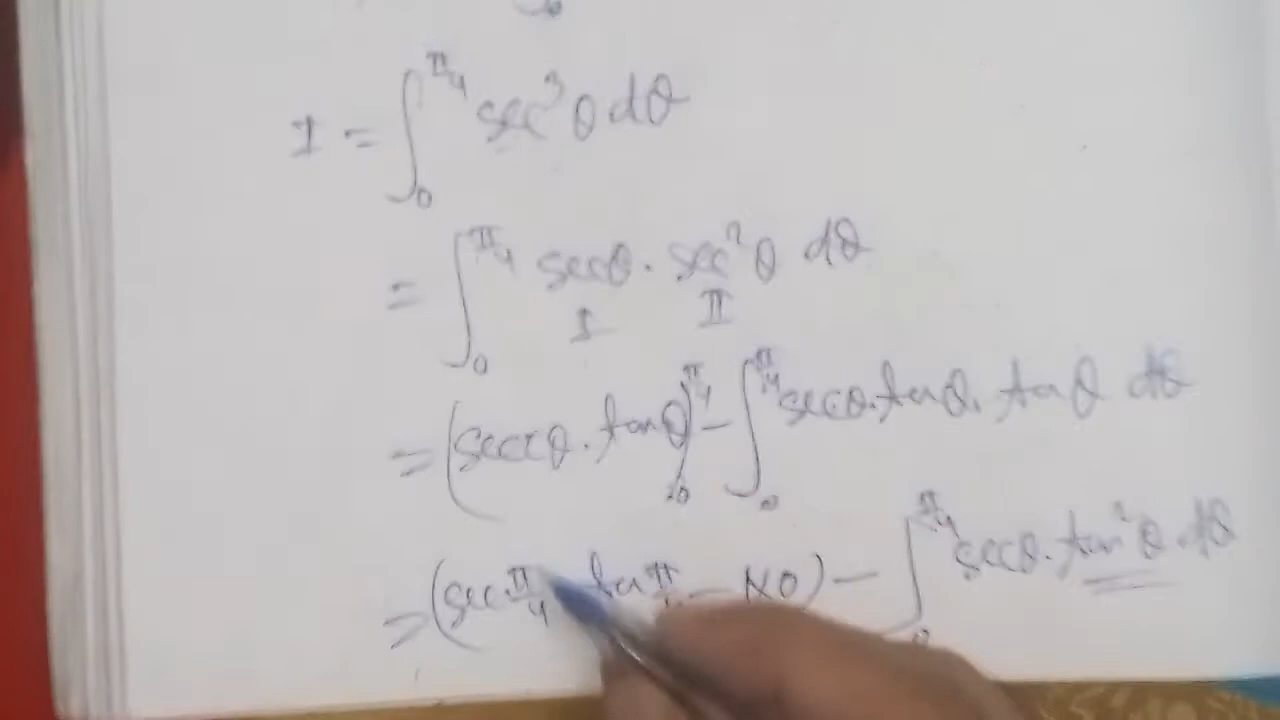 I = ∫₀^{π/4} sec³θ dθ
= ∫₀^{π/4} secθ . sec²θ dθ
I II
= (secθ . tanθ)₀^{π/4} − ∫₀^{π/4} secθ.tanθ. tanθ dθ
= (sec π/4 tan π − 1×0) − ∫₀^{π/4} secθ. tan²θ dθ